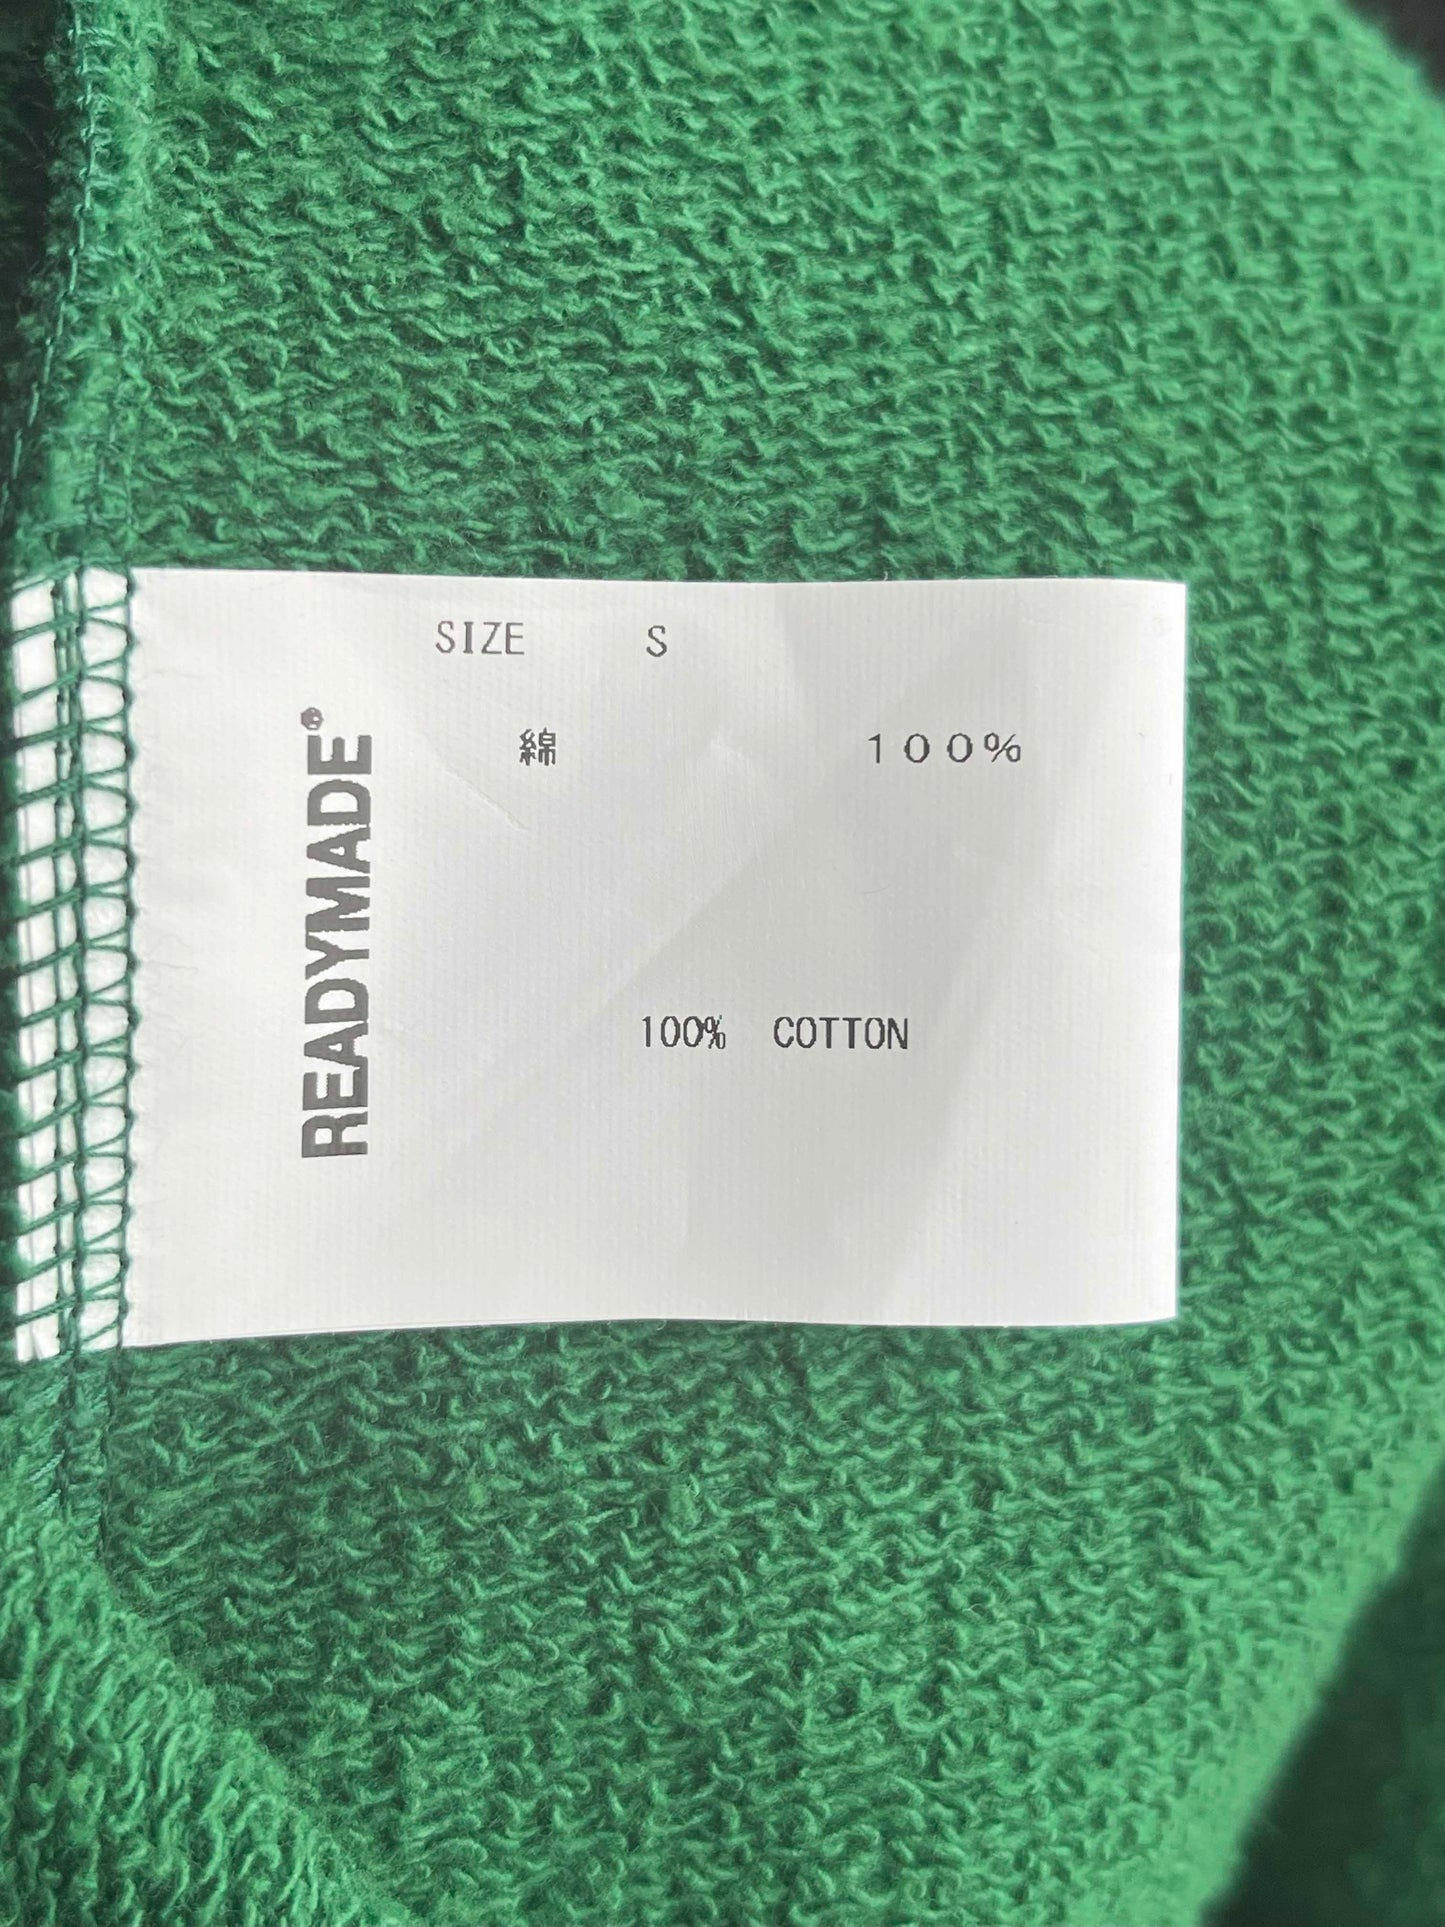 SIZE S
綿 １００％
100% COTTON
READYMADE